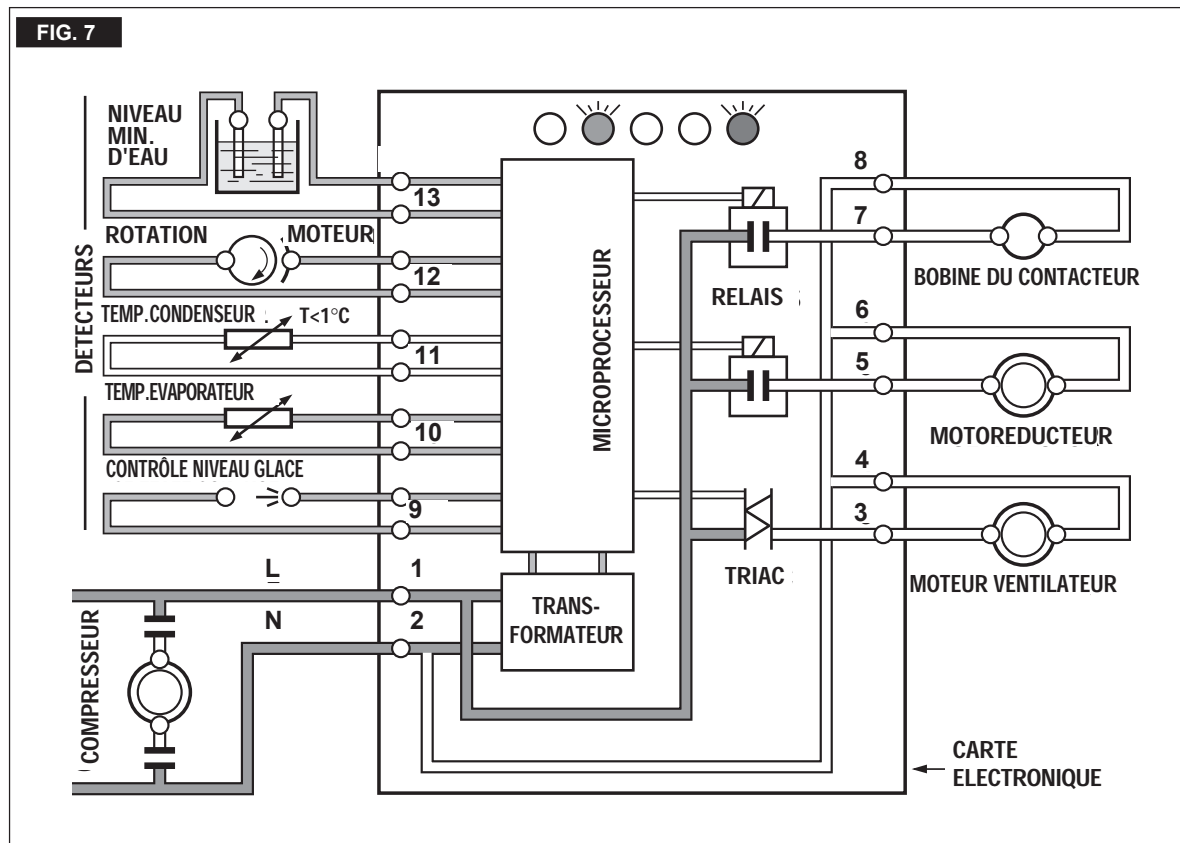 FIG. 7
NIVEAU
MIN.
D'EAU
13
ROTATION MOTEUR
12
TEMP.CONDENSEUR : T<1°C
11
TEMP.EVAPORATEUR
10
CONTRÔLE NIVEAU GLACE
9
DETECTEURS
L
1
N
2
COMPRESSEUR
MICROPROCESSEUR
TRANS-
FORMATEUR
RELAIS
TRIAC
8
7
BOBINE DU CONTACTEUR
6
5
MOTOREDUCTEUR
4
3
MOTEUR VENTILATEUR
CARTE
ELECTRONIQUE